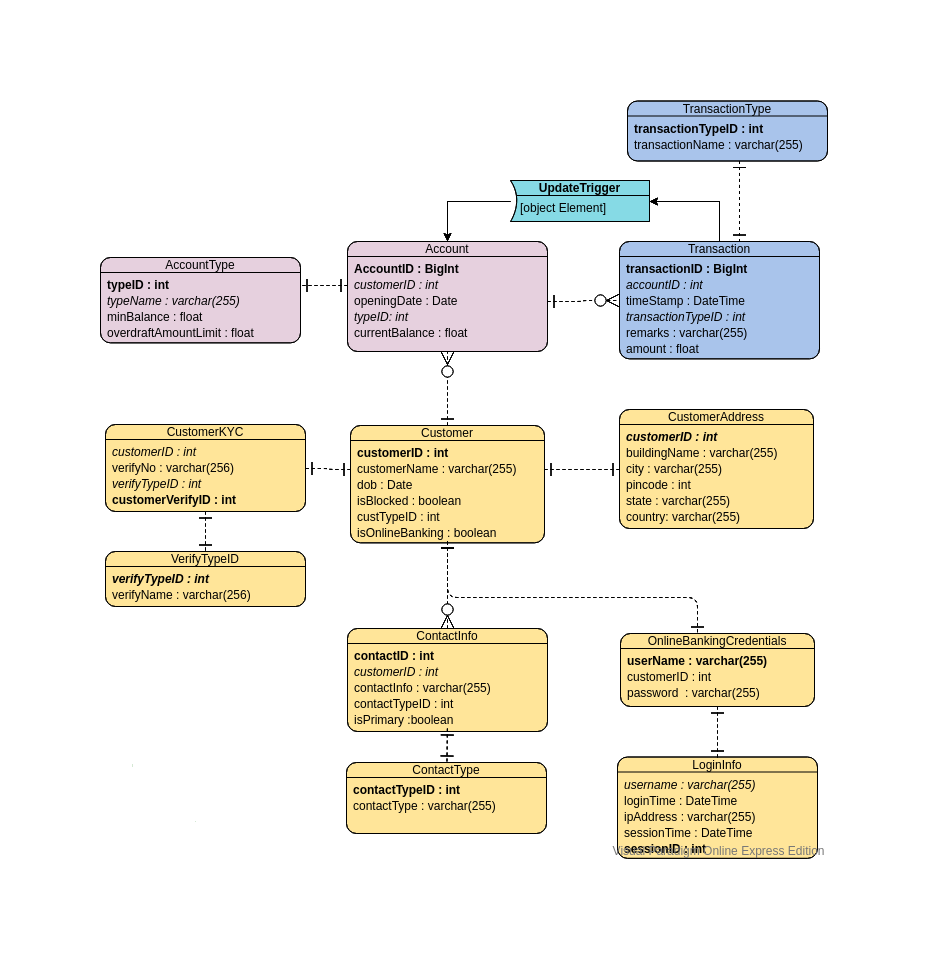 TransactionType
transactionTypeID : int
transactionName : varchar(255)
UpdateTrigger
[object Element]
AccountType
typeID : int
typeName : varchar(255)
minBalance : float
overdraftAmountLimit : float
Account
AccountID : BigInt
customerID : int
openingDate : Date
typeID: int
currentBalance : float
Transaction
transactionID : BigInt
accountID : int
timeStamp : DateTime
transactionTypeID : int
remarks : varchar(255)
amount : float
CustomerKYC
customerID : int
verifyNo : varchar(256)
verifyTypeID : int
customerVerifyID : int
Customer
customerID : int
customerName : varchar(255)
dob : Date
isBlocked : boolean
custTypeID : int
isOnlineBanking : boolean
CustomerAddress
customerID : int
buildingName : varchar(255)
city : varchar(255)
pincode : int
state : varchar(255)
country: varchar(255)
VerifyTypeID
verifyTypeID : int
verifyName : varchar(256)
ContactInfo
contactID : int
customerID : int
contactInfo : varchar(255)
contactTypeID : int
isPrimary :boolean
OnlineBankingCredentials
userName : varchar(255)
customerID : int
password  : varchar(255)
ContactType
contactTypeID : int
contactType : varchar(255)
LoginInfo
username : varchar(255)
loginTime : DateTime
ipAddress : varchar(255)
sessionTime : DateTime
sessionID : int
Visual Paradigm Online Express Edition